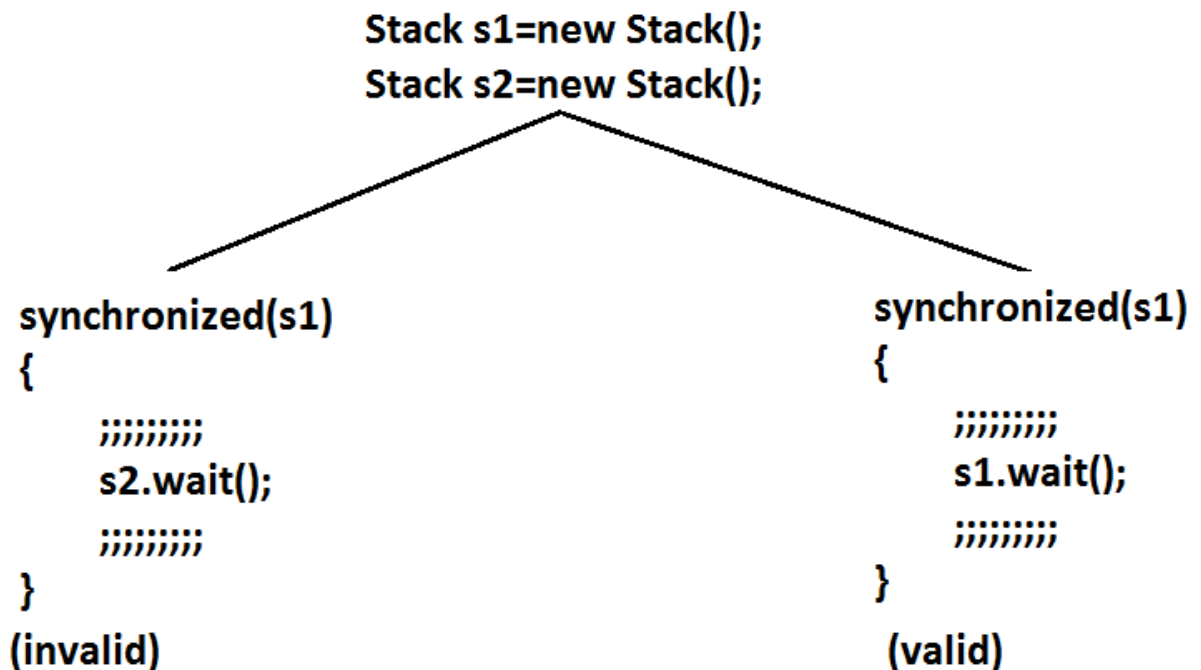 Stack s1=new Stack();
Stack s2=new Stack();
synchronized(s1)
{
;;;;;;;;;
s2.wait();
;;;;;;;;;
}
(invalid)
synchronized(s1)
{
;;;;;;;;;
s1.wait();
;;;;;;;;;
}
(valid)